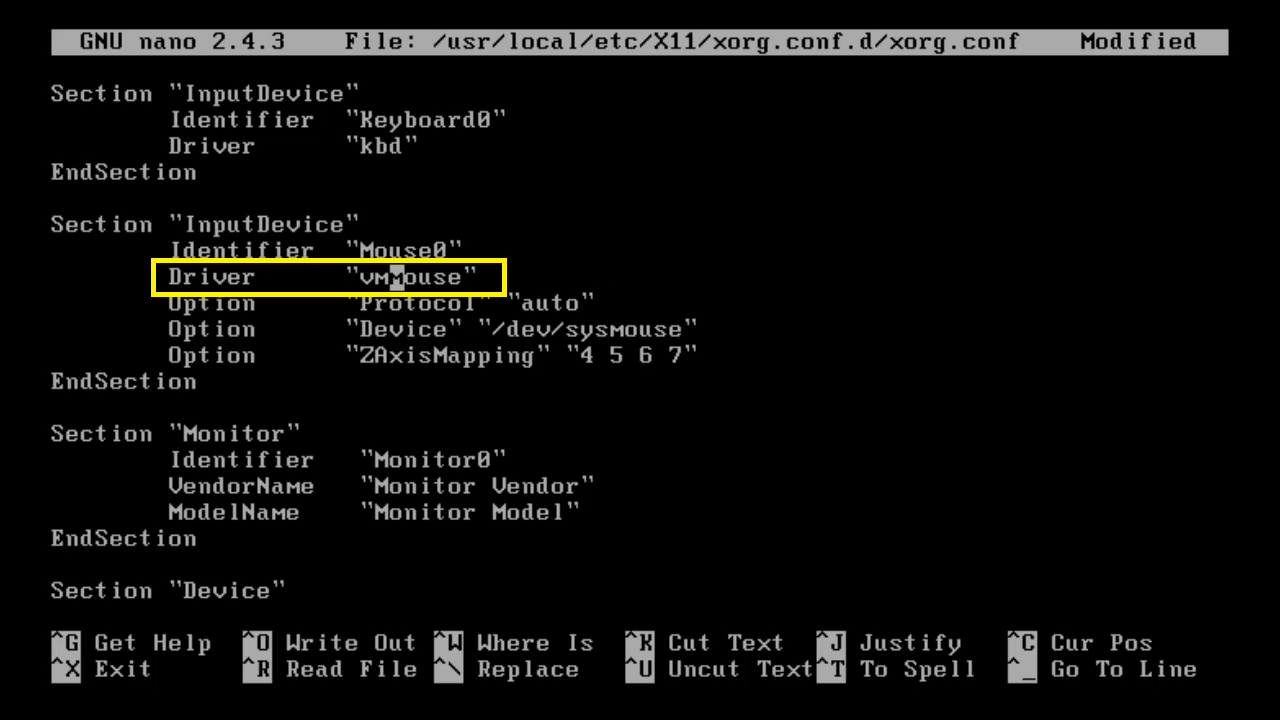 GNU nano 2.4.3    File: /usr/local/etc/X11/xorg.conf.d/xorg.conf    Modified
Section "InputDevice"
        Identifier  "Keyboard0"
        Driver      "kbd"
EndSection
Section "InputDevice"
        Identifier  "Mouse0"
        Driver      "vmmouse"
        Option      "Protocol" "auto"
        Option      "Device" "/dev/sysmouse"
        Option      "ZAxisMapping" "4 5 6 7"
EndSection
Section "Monitor"
        Identifier   "Monitor0"
        VendorName   "Monitor Vendor"
        ModelName    "Monitor Model"
EndSection
Section "Device"
^G Get Help  ^O Write Out ^W Where Is  ^K Cut Text  ^J Justify   ^C Cur Pos
^X Exit      ^R Read File ^\ Replace   ^U Uncut Text^T To Spell  ^_ Go To Line